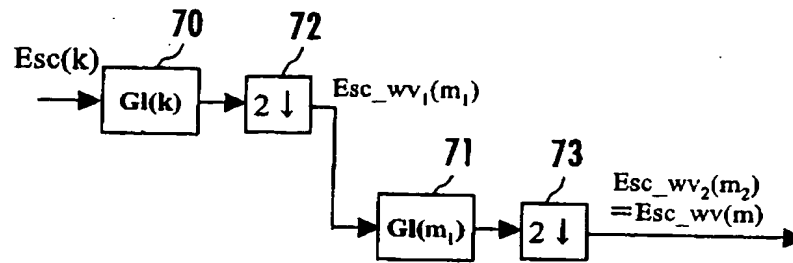 70
72
Esc(k)
Gl(k)
2↓
Esc_wv₁(m₁)
71
73
Gl(m₁)
2↓
Esc_wv₂(m₂)
=Esc_wv(m)